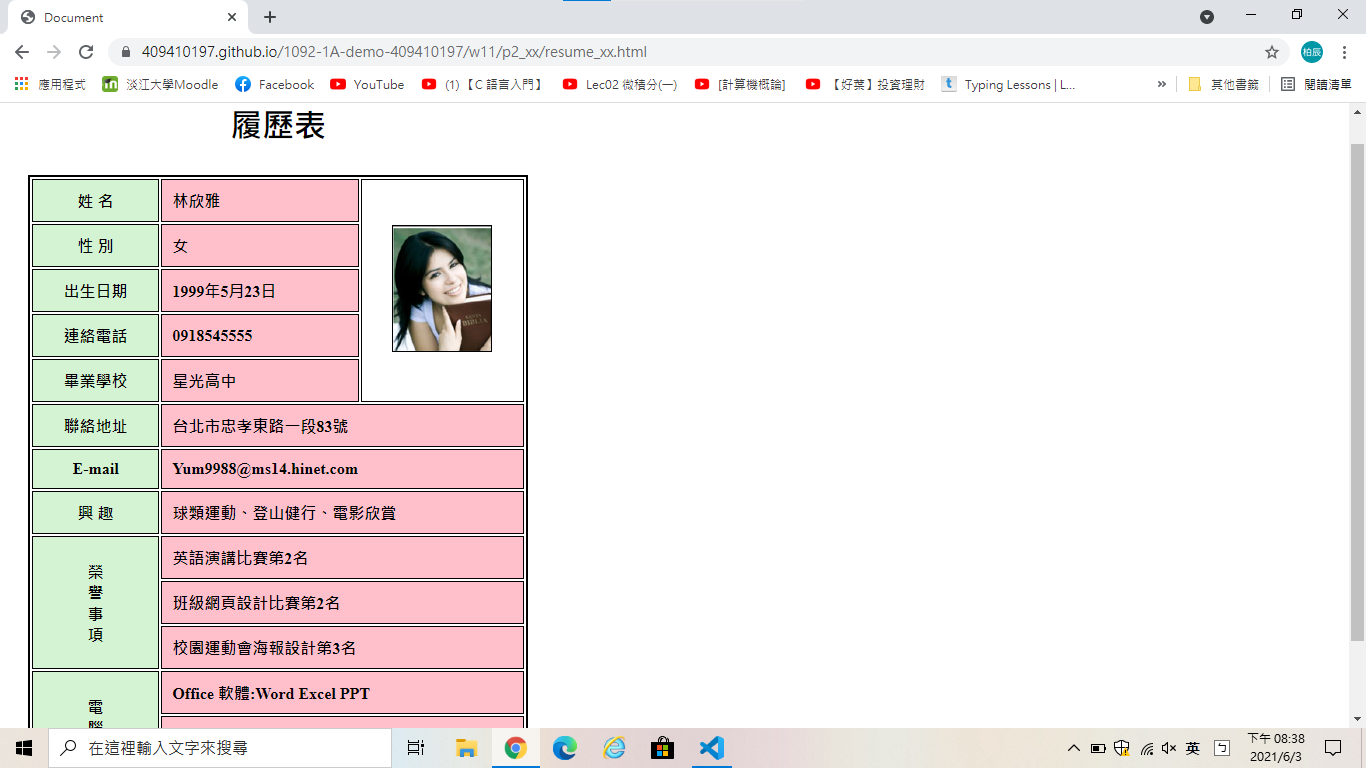 Document
409410197.github.io/1092-1A-demo-409410197/w11/p2_xx/resume_xx.html
柏辰
應用程式
淡江大學Moodle
Facebook
YouTube
(1)【C 語言入門】
Lec02 微積分(一)
[計算機概論]
【好葉】投資理財
Typing Lessons | L...
»
其他書籤
閱讀清單
履歷表
姓 名 林欣雅
性 別 女
出生日期 1999年5月23日
連絡電話 0918545555
畢業學校 星光高中
聯絡地址 台北市忠孝東路一段83號
E-mail Yum9988@ms14.hinet.com
興 趣 球類運動、登山健行、電影欣賞
榮
譽
事
項
英語演講比賽第2名
班級網頁設計比賽第2名
校園運動會海報設計第3名
電
Office 軟體:Word Excel PPT
BIBLIA
在這裡輸入文字來搜尋
英
ㄅ
下午 08:38
2021/6/3